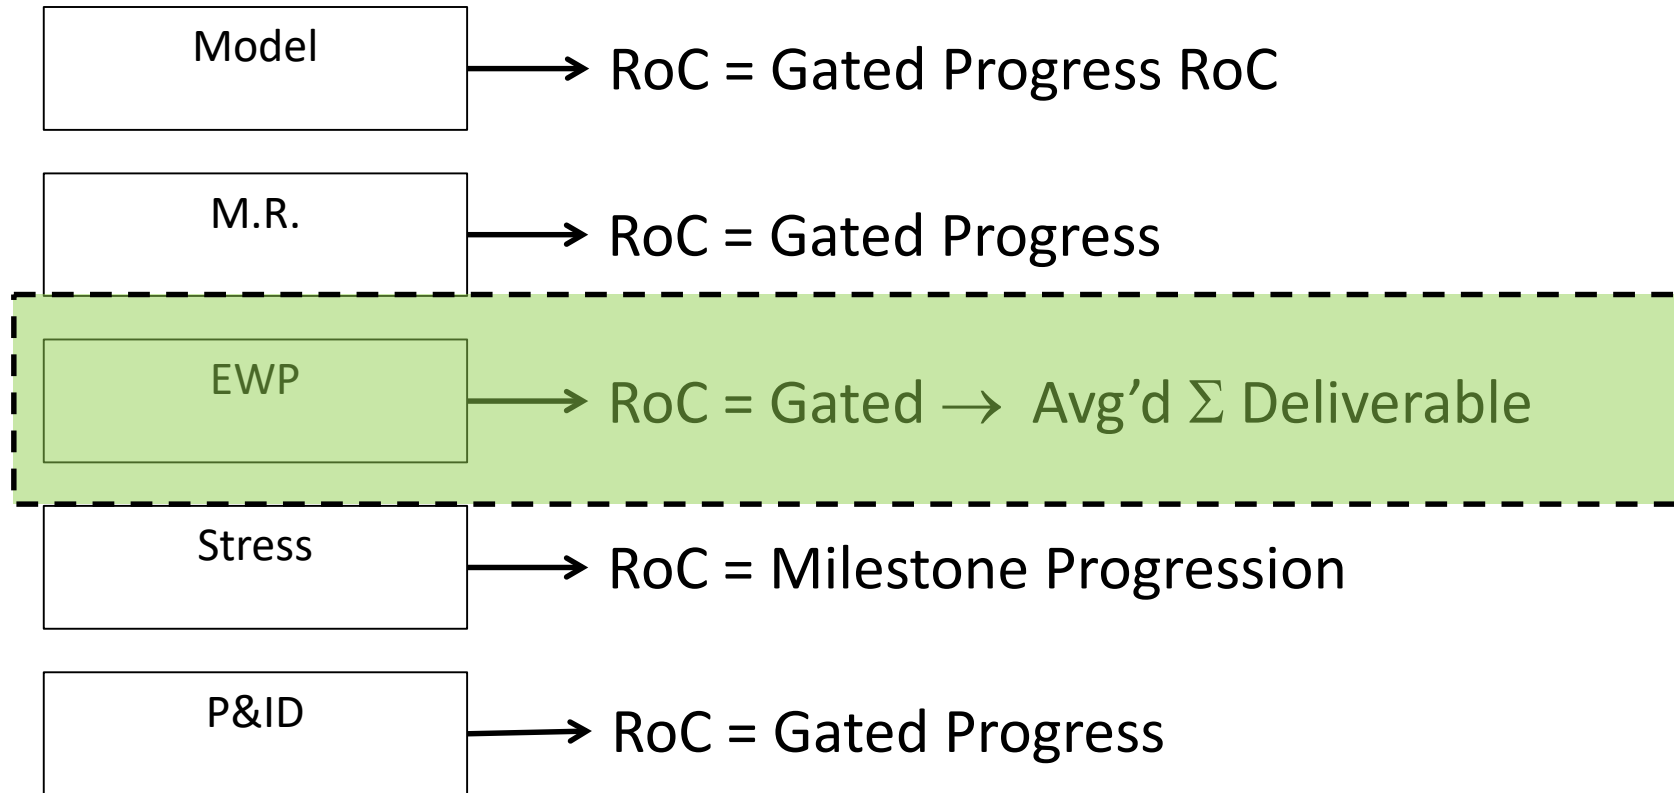 Model
RoC = Gated Progress RoC
M.R.
RoC = Gated Progress
EWP
RoC = Gated → Avg’d Σ Deliverable
Stress
RoC = Milestone Progression
P&ID
RoC = Gated Progress